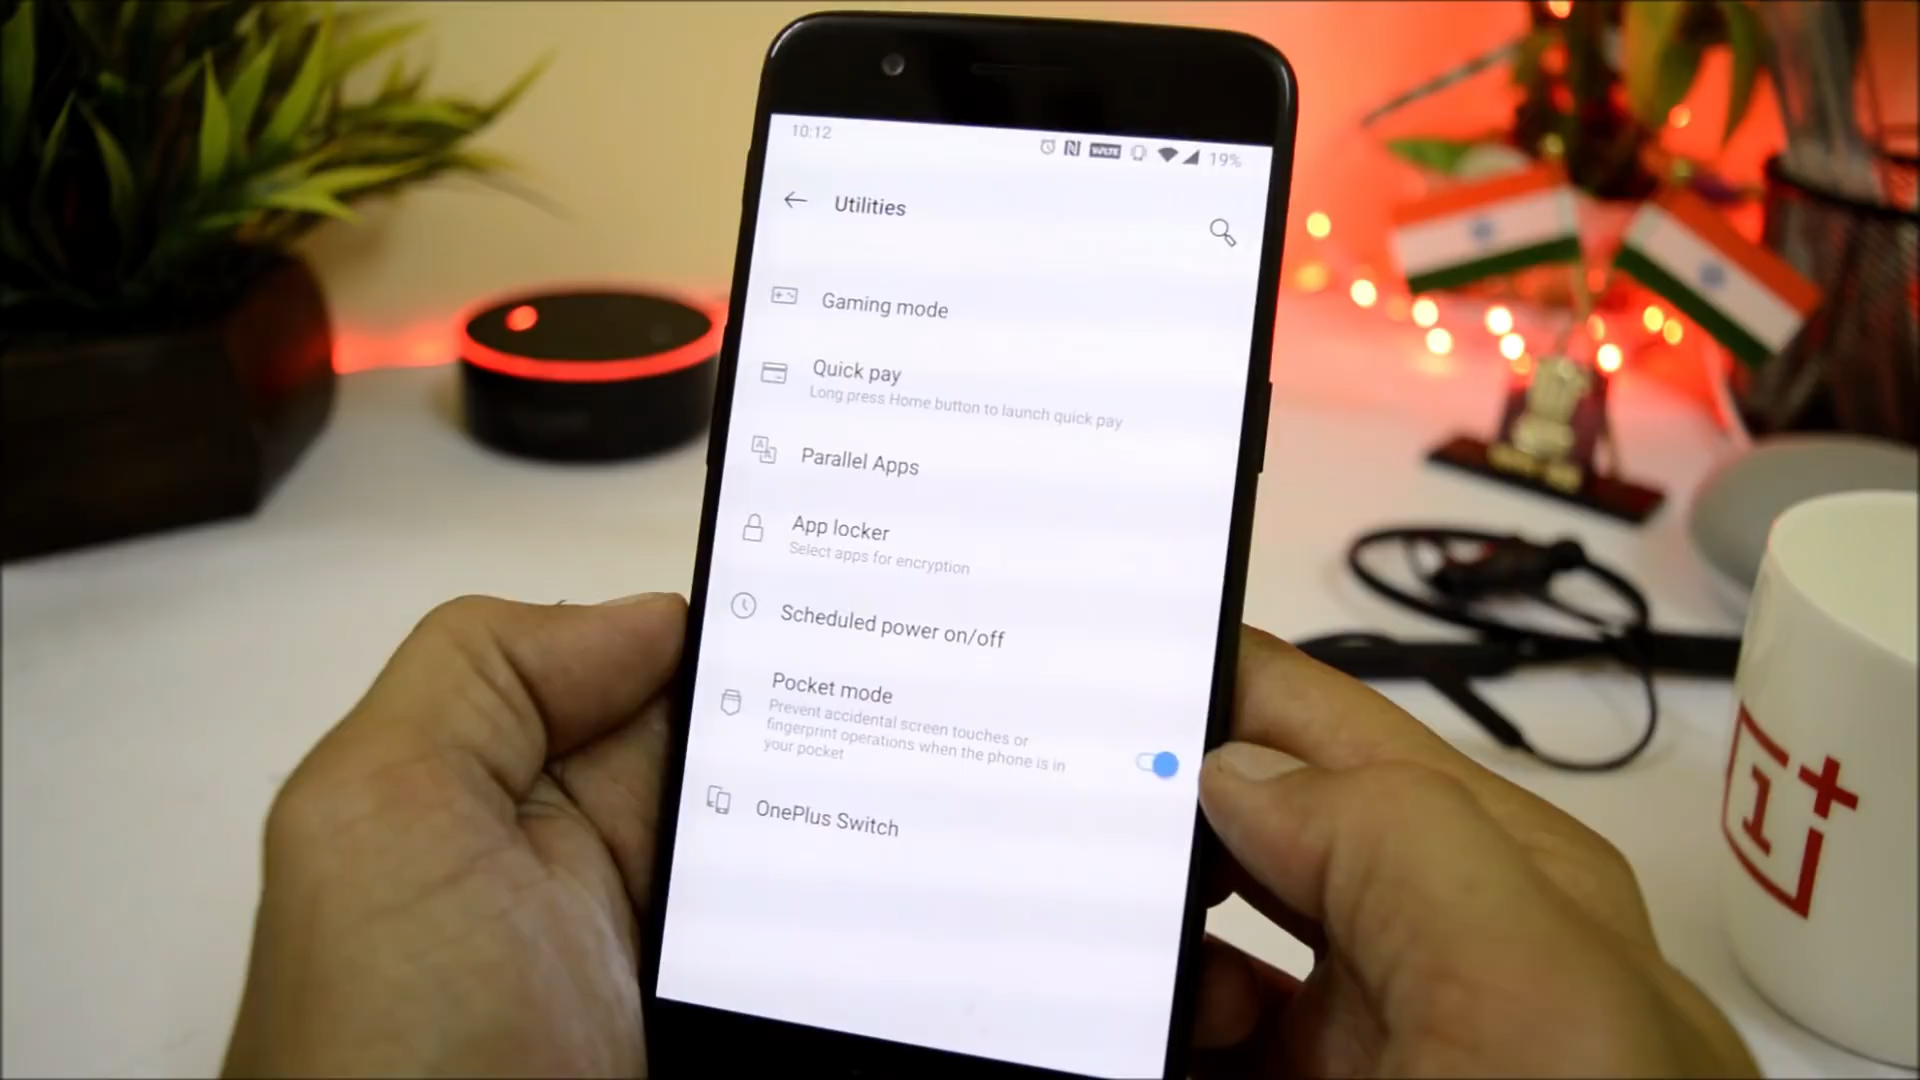 10:12
VoLTE 19%
Utilities
Gaming mode
Quick pay
Long press Home button to launch quick pay
Parallel Apps
App locker
Select apps for encryption
Scheduled power on/off
Pocket mode
Prevent accidental screen touches or
fingerprint operations when the phone is in
your pocket
OnePlus Switch
1+